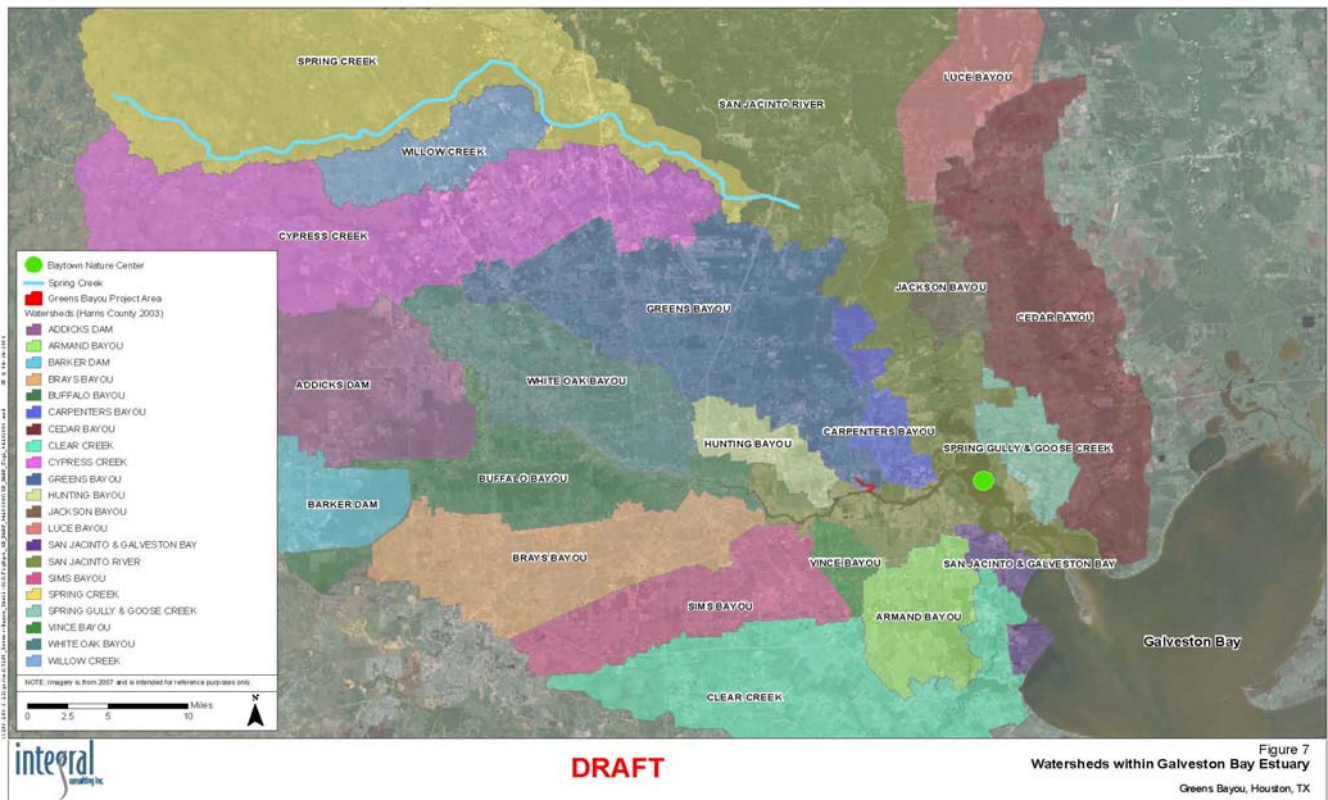 SPRING CREEK
LUCE BAYOU
SAN JACINTO RIVER
WILLOW CREEK
CYPRESS CREEK
JACKSON BAYOU
GREENS BAYOU
CEDAR BAYOU
ADDICKS DAM
WHITE OAK BAYOU
HUNTING BAYOU
CARPENTERS BAYOU
SPRING GULLY & GOOSE CREEK
BUFFALO BAYOU
BARKER DAM
BRAYS BAYOU
VINCE BAYOU
SAN JACINTO & GALVESTON BAY
SIMS BAYOU
ARMAND BAYOU
Galveston Bay
CLEAR CREEK
Baytown Nature Center
Spring Creek
Greens Bayou Project Area
Watersheds (Harris County 2003)
ADDICKS DAM
ARMAND BAYOU
BARKER DAM
BRAYS BAYOU
BUFFALO BAYOU
CARPENTERS BAYOU
CEDAR BAYOU
CLEAR CREEK
CYPRESS CREEK
GREENS BAYOU
HUNTING BAYOU
JACKSON BAYOU
LUCE BAYOU
SAN JACINTO & GALVESTON BAY
SAN JACINTO RIVER
SIMS BAYOU
SPRING CREEK
SPRING GULLY & GOOSE CREEK
VINCE BAYOU
WHITE OAK BAYOU
WILLOW CREEK
NOTE: Imagery is from 2007 and is intended for reference purposes only.
Miles
0 2.5 5 10
N
integral
consulting inc.
DRAFT
Figure 7
Watersheds within Galveston Bay Estuary
Greens Bayou, Houston, TX